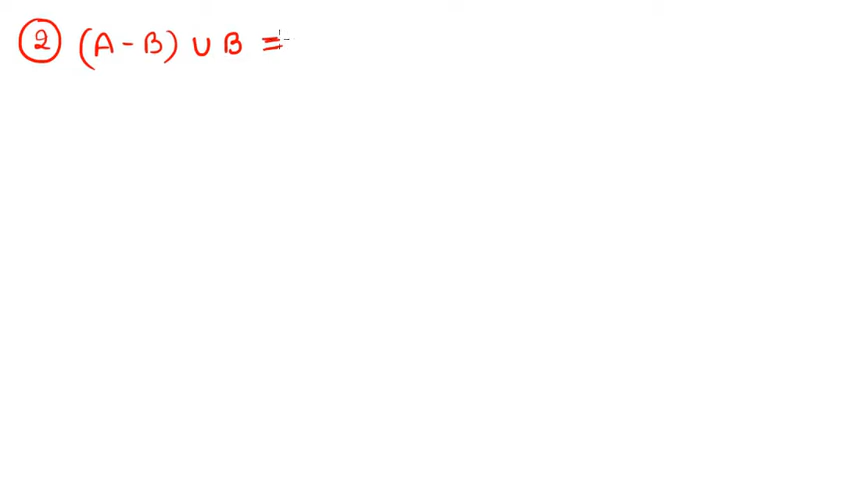 ② (A - B) ∪ B =